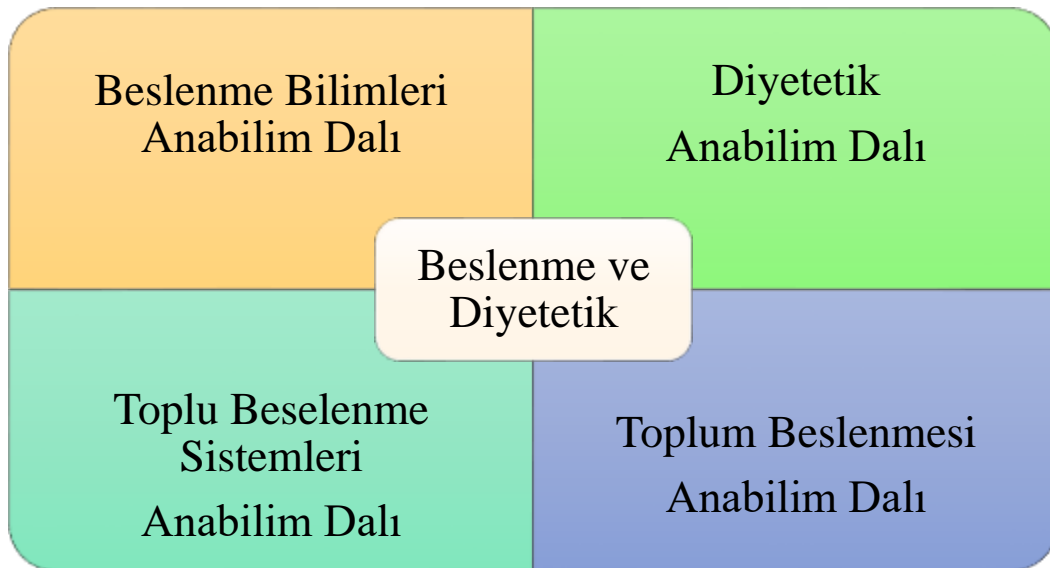 Beslenme Bilimleri
Anabilim Dalı
Diyetetik
Anabilim Dalı
Beslenme ve
Diyetetik
Toplu Beselenme
Sistemleri
Anabilim Dalı
Toplum Beslenmesi
Anabilim Dalı